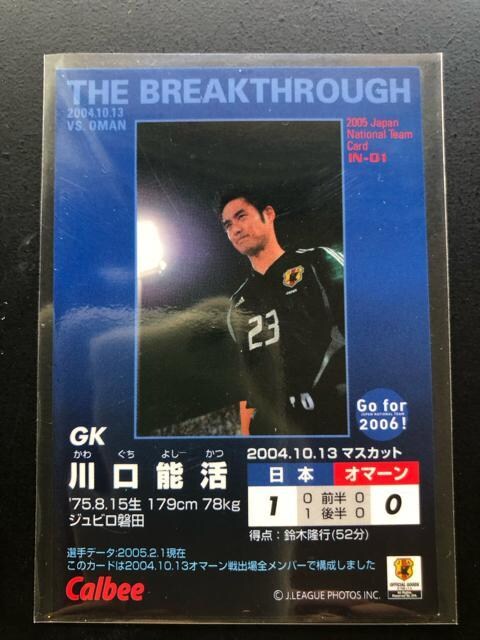 THE BREAKTHROUGH
2004.10.13
VS. OMAN
2005 Japan
National Team
Card
IN-01
JAPAN
23
Go for
JAPAN NATIONAL TEAM
2006!
GK
かわ ぐち よし かつ
川口能活
'75.8.15生 179cm 78kg
ジュビロ磐田
2004.10.13 マスカット
日本 オマーン
1 0 前半 0 0
1 後半 0
得点：鈴木隆行(52分)
選手データ:2005.2.1現在
このカードは2004.10.13オマーン戦出場全メンバーで構成しました
Calbee
OFFICIAL GOODS
© J.LEAGUE PHOTOS INC.